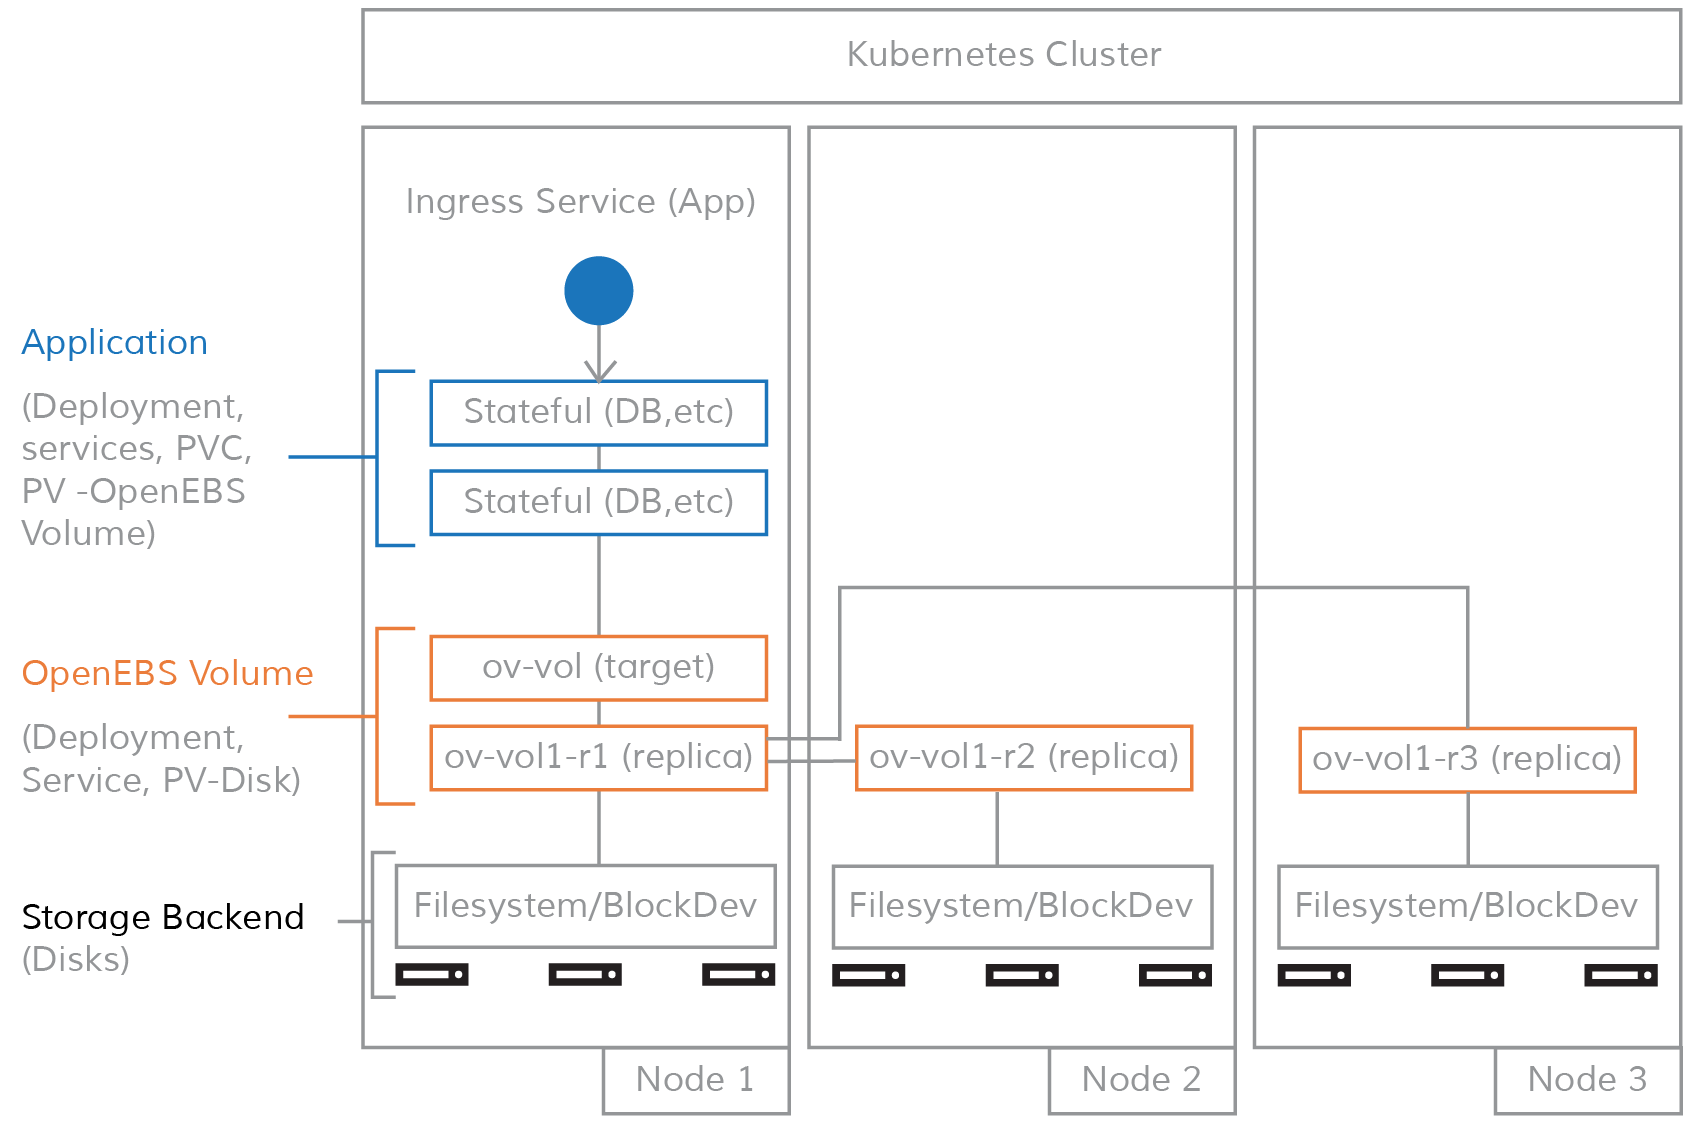 Kubernetes Cluster
Ingress Service (App)
Application
(Deployment,
services, PVC,
PV -OpenEBS
Volume)
Stateful (DB,etc)
Stateful (DB,etc)
OpenEBS Volume
(Deployment,
Service, PV-Disk)
ov-vol (target)
ov-vol1-r1 (replica)
ov-vol1-r2 (replica)
ov-vol1-r3 (replica)
Storage Backend
(Disks)
Filesystem/BlockDev
Filesystem/BlockDev
Filesystem/BlockDev
Node 1
Node 2
Node 3